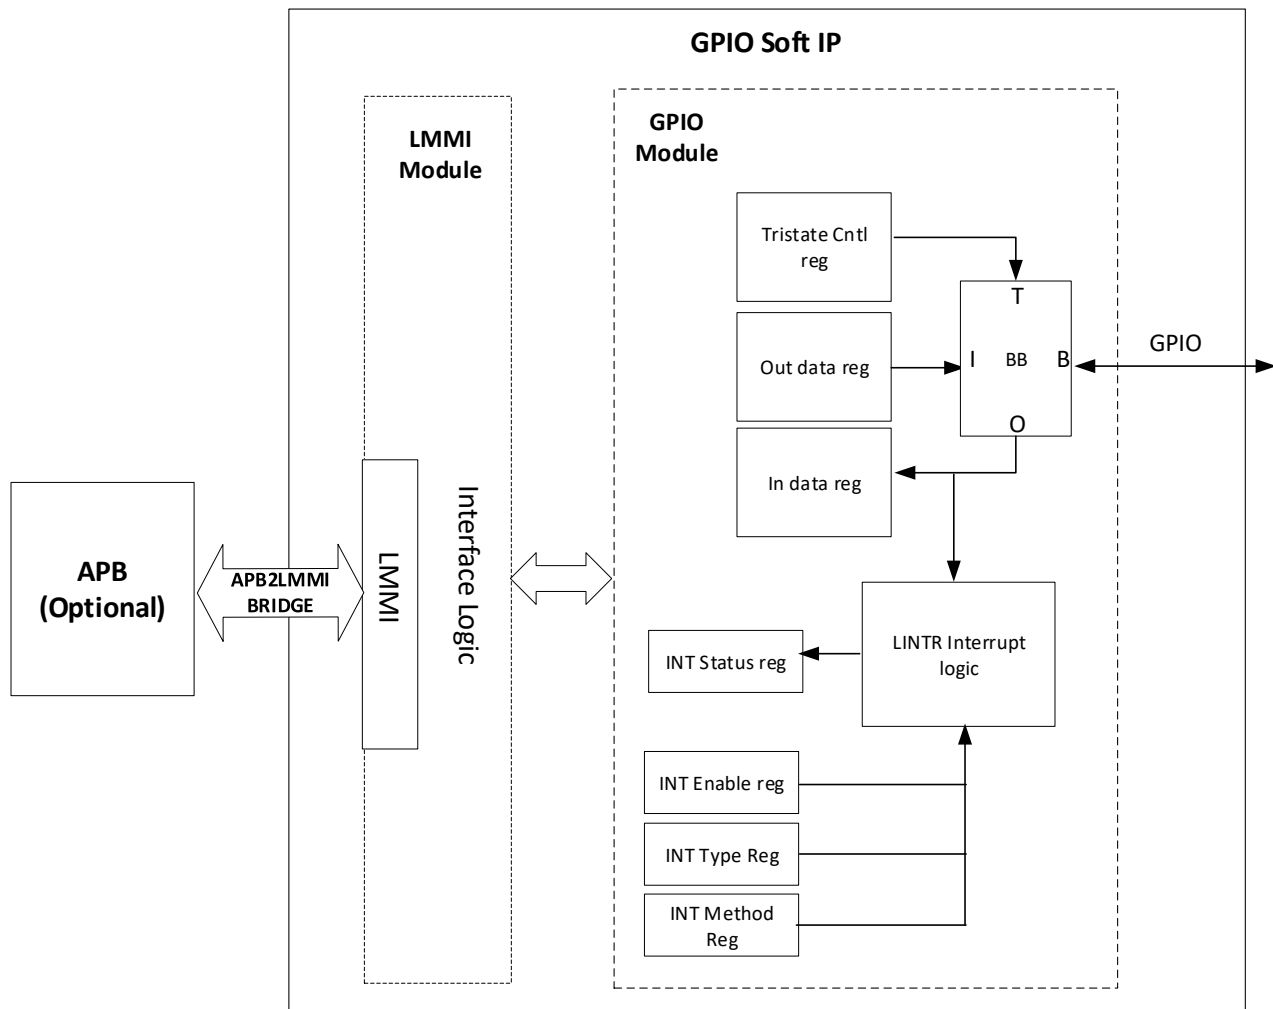 GPIO Soft IP
LMMI
Module
GPIO
Module
Tristate Cntl
reg
T
Out data reg
I
BB
B
GPIO
O
In data reg
APB
(Optional)
APB2LMMI
BRIDGE
LMMI
Interface Logic
LINTR Interrupt
logic
INT Status reg
INT Enable reg
INT Type Reg
INT Method
Reg